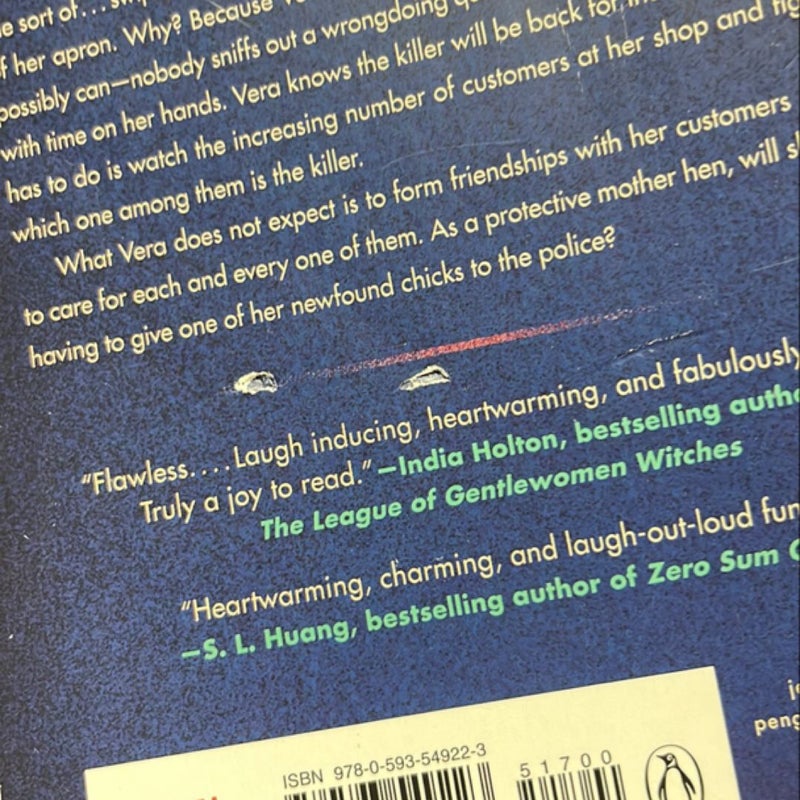 sort of... 
f her apron. Why? Because
possibly can—nobody sniffs out a wrongdoing
with time on her hands. Vera knows the killer will be back for
has to do is watch the increasing number of customers at her shop and fig
which one among them is the killer.
What Vera does not expect is to form friendships with her customers
to care for each and every one of them. As a protective mother hen, will s
having to give one of her newfound chicks to the police?
“Flawless.... Laugh inducing, heartwarming, and fabulously
Truly a joy to read.” —India Holton, bestselling autho
The League of Gentlewomen Witches
“Heartwarming, charming, and laugh-out-loud fun
—S. L. Huang, bestselling author of Zero Sum
peng
ISBN 978-0-593-54922-3
51700